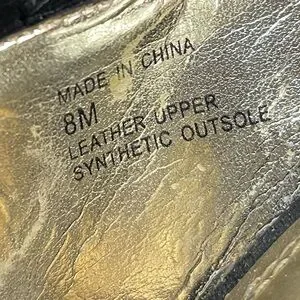 MADE IN CHINA
8M
LEATHER UPPER
SYNTHETIC OUTSOLE